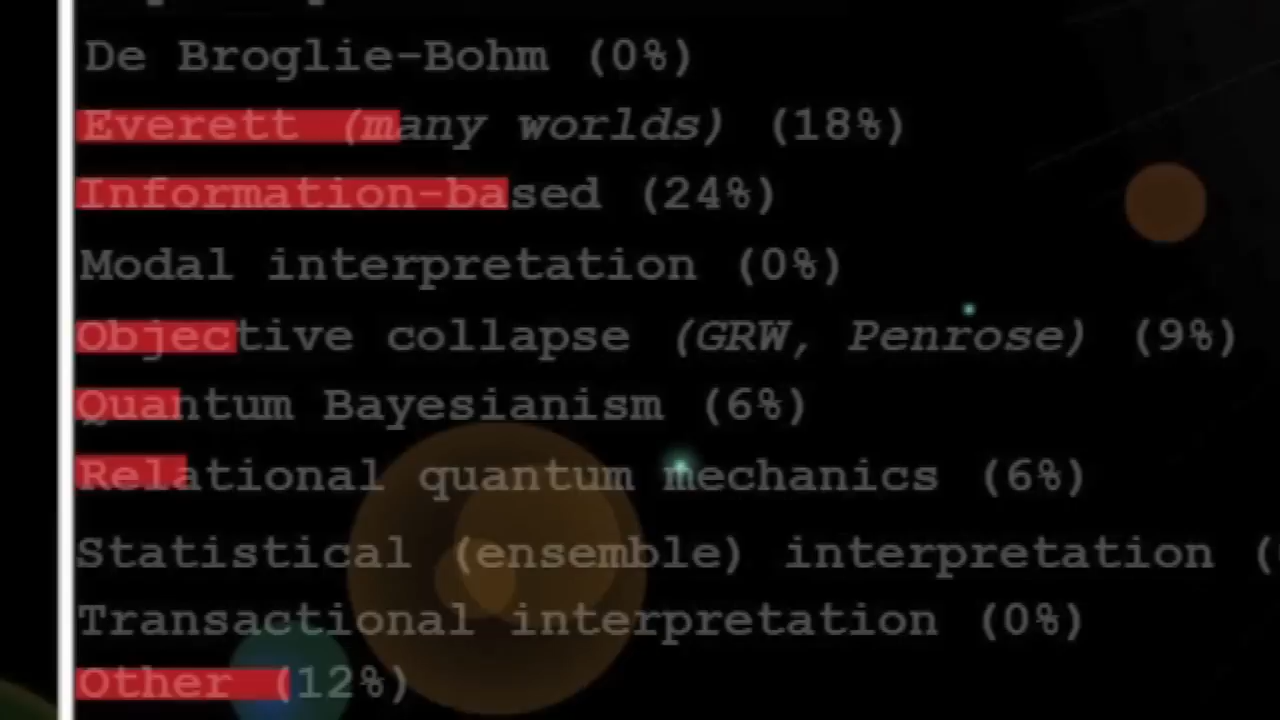 De Broglie-Bohm (0%)
Everett (many worlds) (18%)
Information-based (24%)
Modal interpretation (0%)
Objective collapse (GRW, Penrose) (9%)
Quantum Bayesianism (6%)
Relational quantum mechanics (6%)
Statistical (ensemble) interpretation (
Transactional interpretation (0%)
Other (12%)